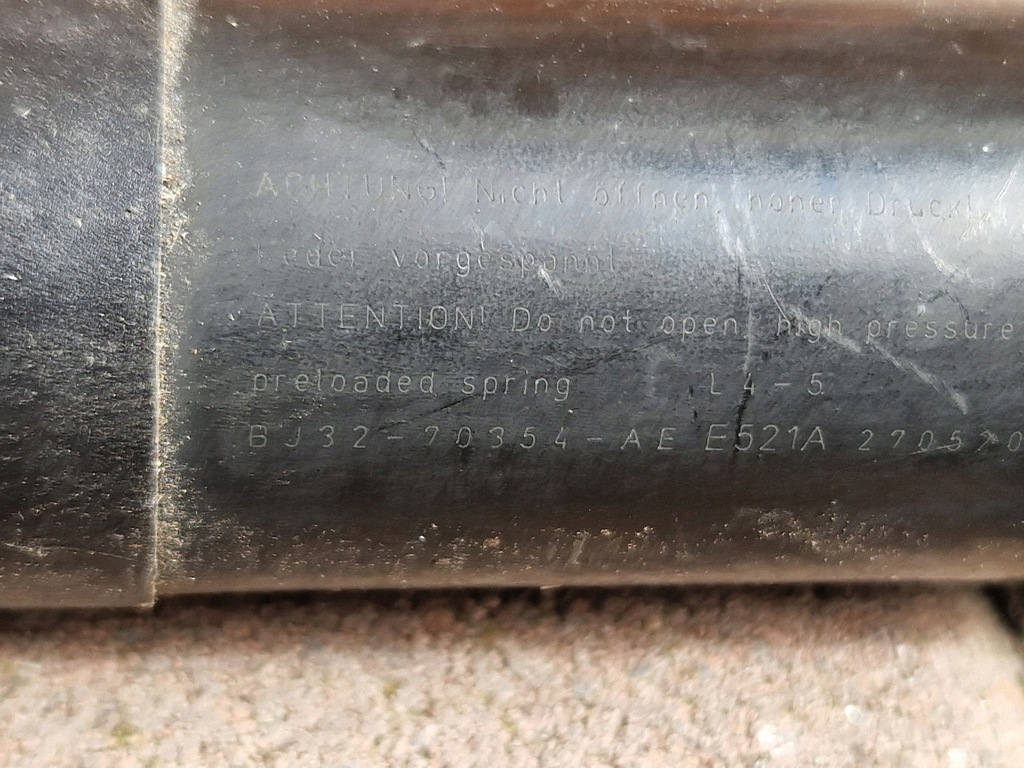 ACHTUNG! Nicht öffnen, hoher Druck!
Feder vorgespannt
ATTENTION! Do not open, high pressure
preloaded spring L4-5
BJ32-70354-AE E521A